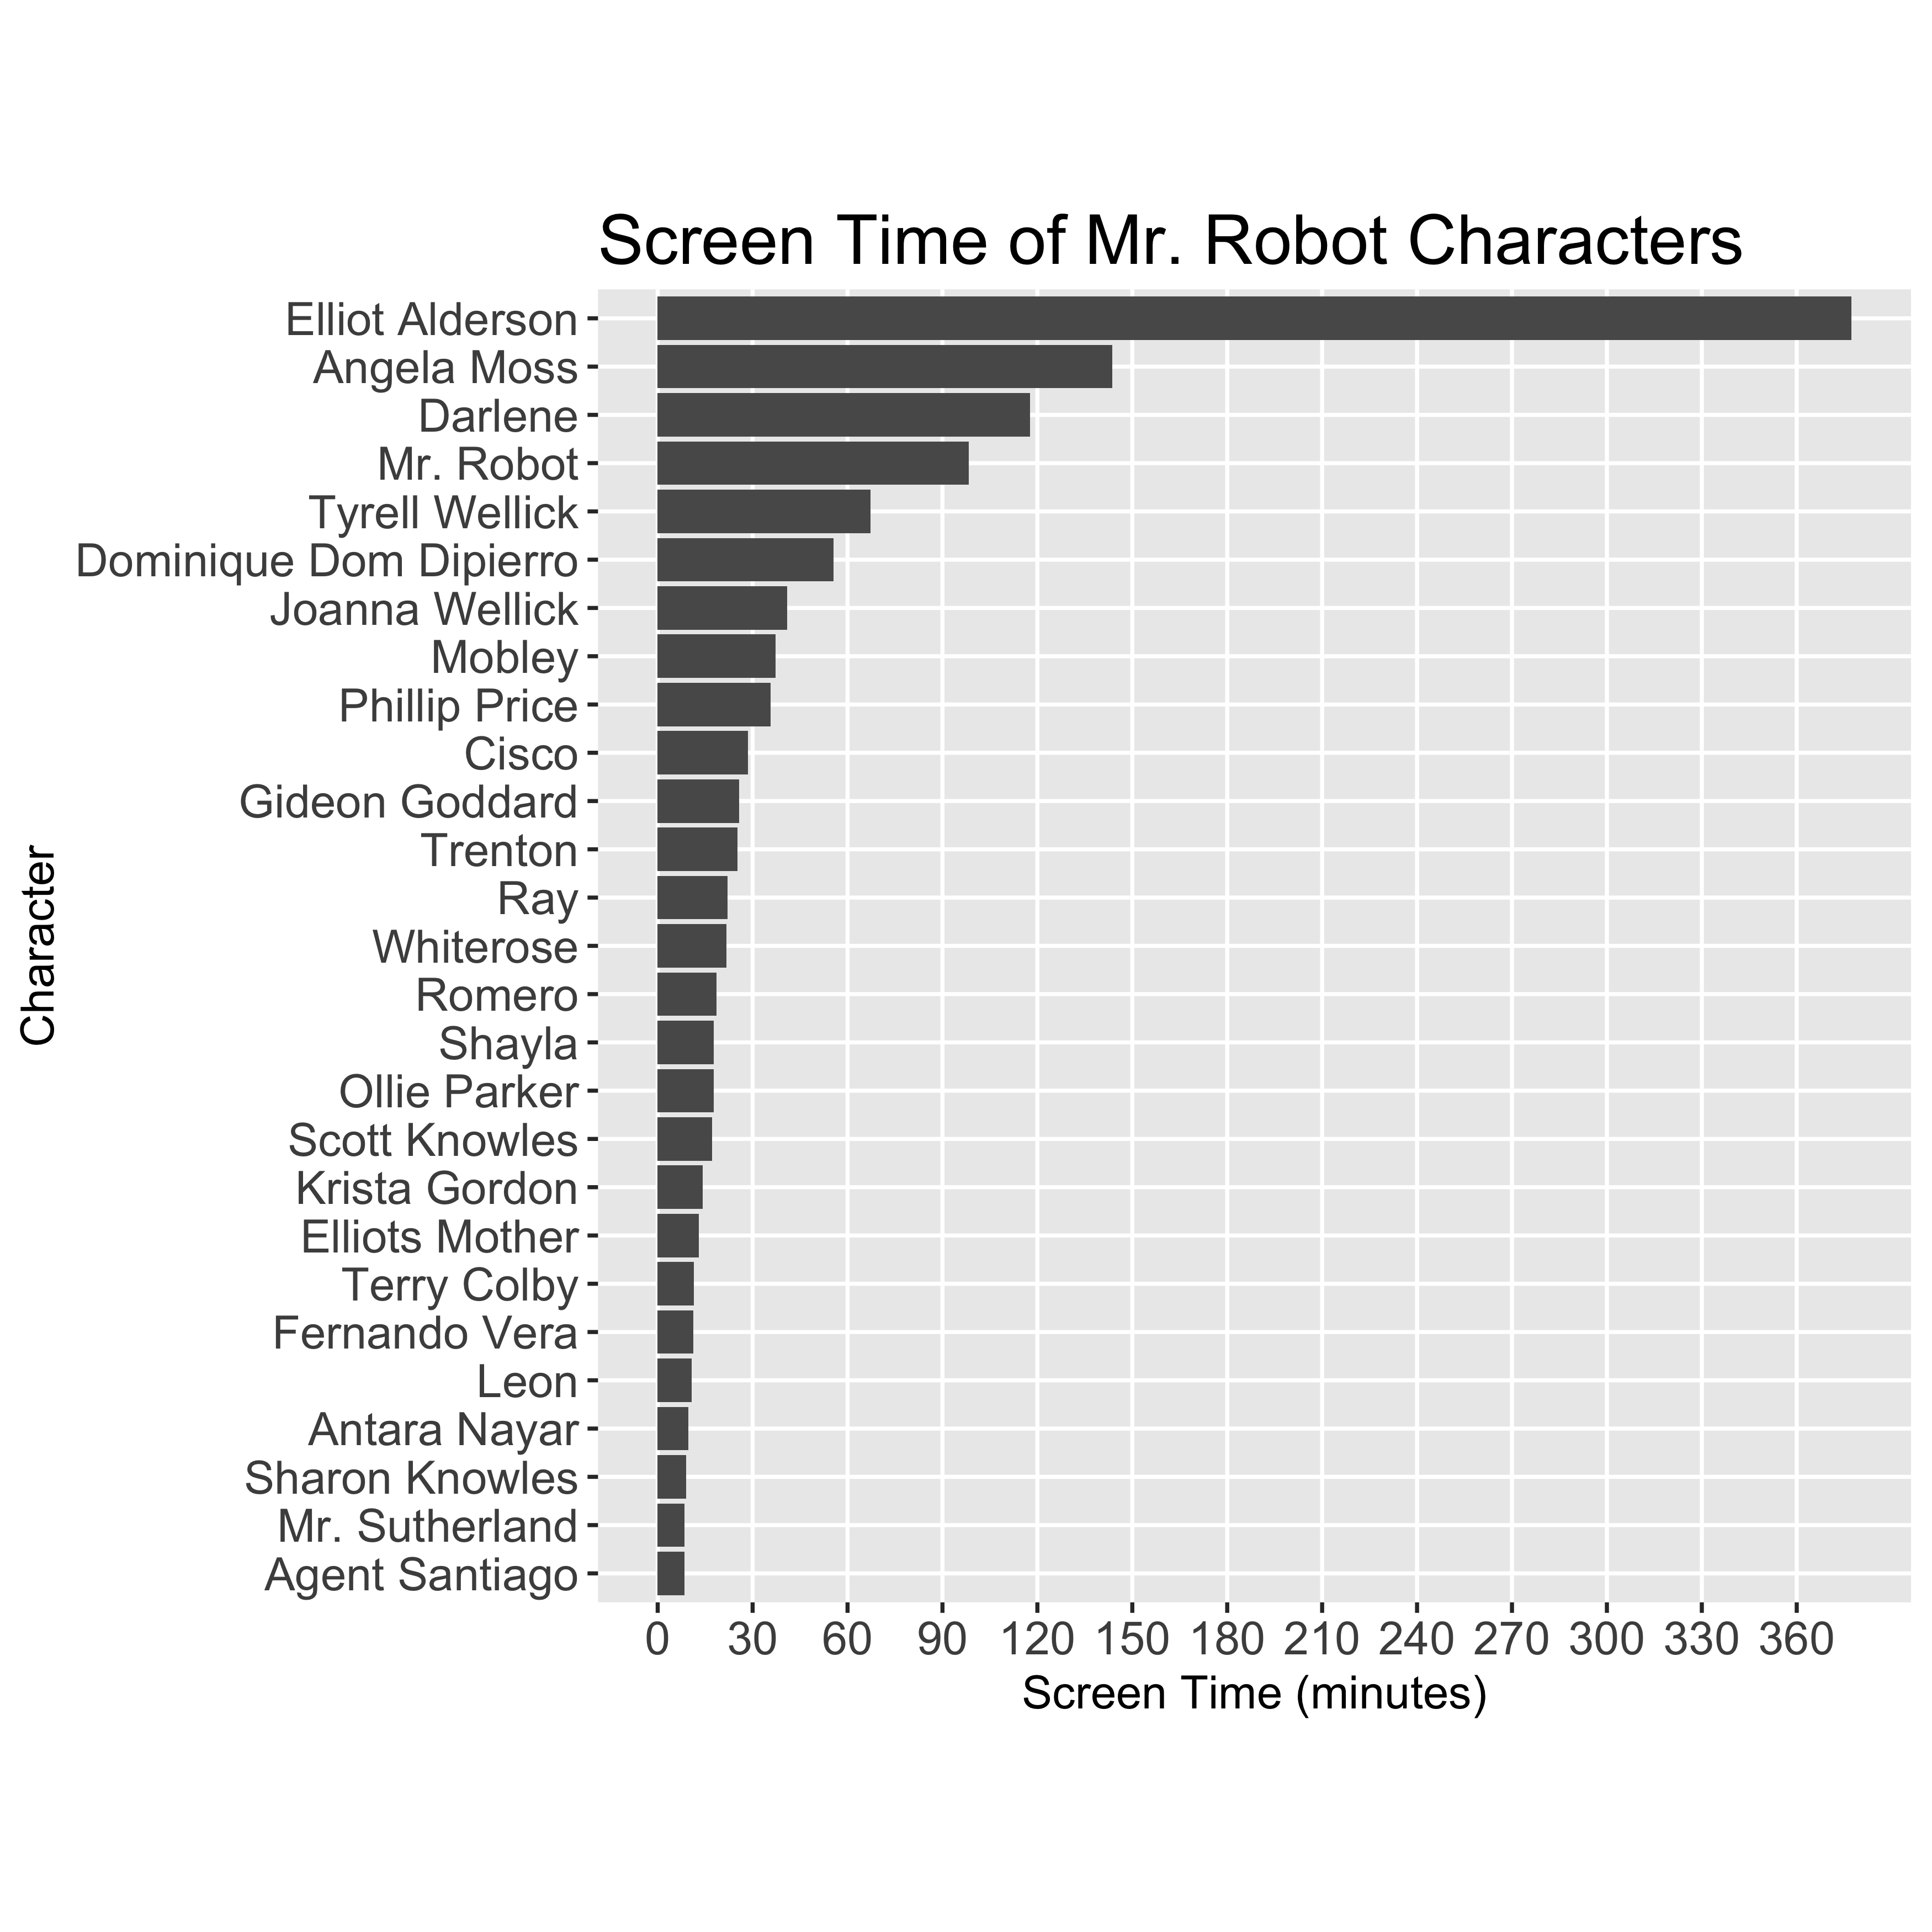 Screen Time of Mr. Robot Characters
Character
Elliot Alderson
Angela Moss
Darlene
Mr. Robot
Tyrell Wellick
Dominique Dom Dipierro
Joanna Wellick
Mobley
Phillip Price
Cisco
Gideon Goddard
Trenton
Ray
Whiterose
Romero
Shayla
Ollie Parker
Scott Knowles
Krista Gordon
Elliots Mother
Terry Colby
Fernando Vera
Leon
Antara Nayar
Sharon Knowles
Mr. Sutherland
Agent Santiago
0 30 60 90 120 150 180 210 240 270 300 330 360
Screen Time (minutes)